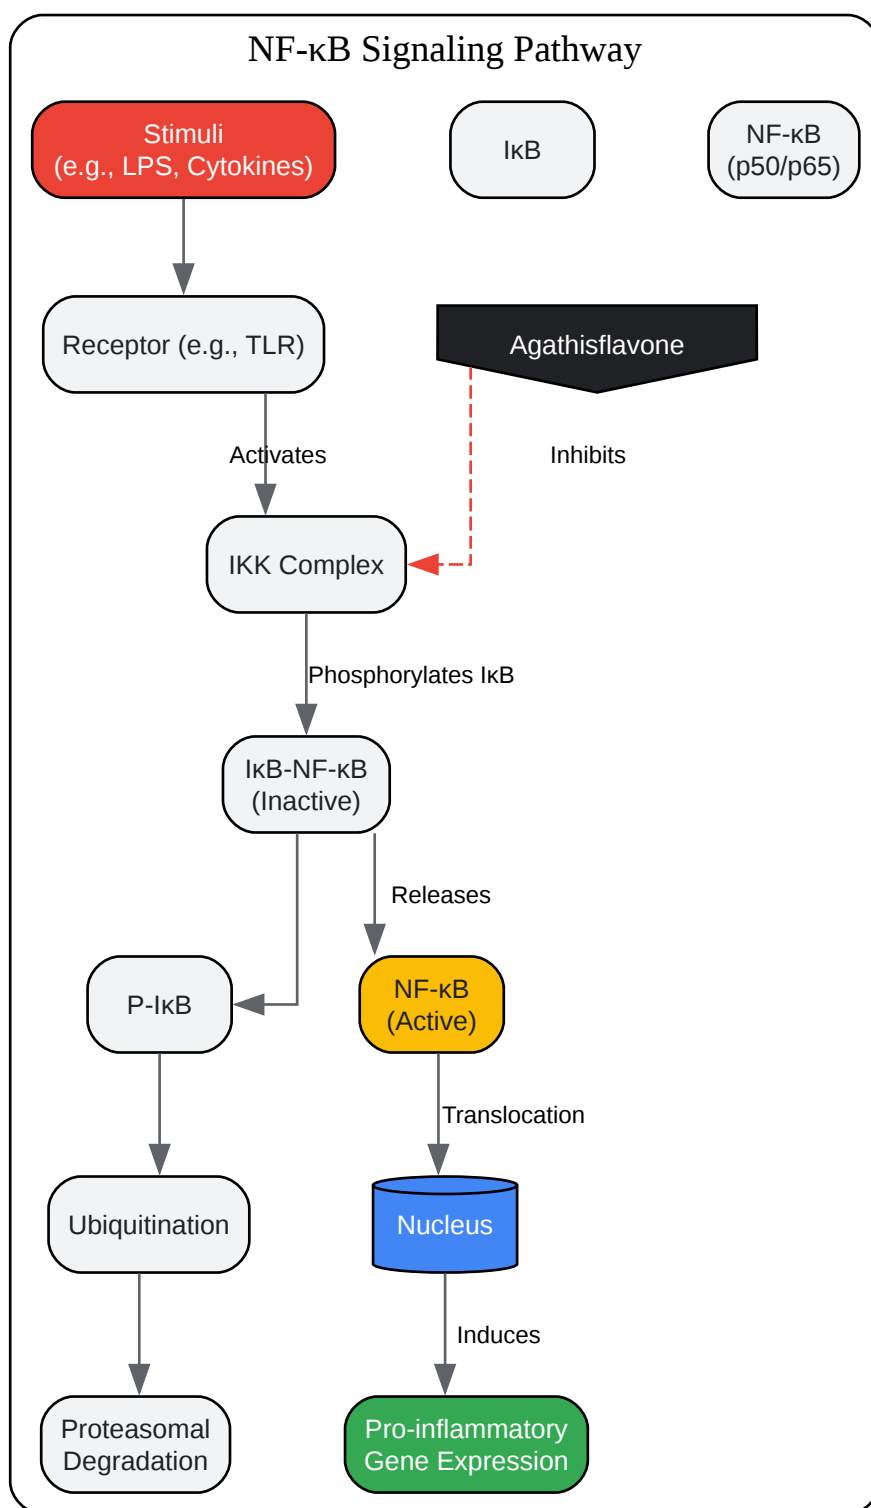 NF-κB Signaling Pathway
Stimuli
(e.g., LPS, Cytokines)
IκB
NF-κB
(p50/p65)
Receptor (e.g., TLR)
Agathisflavone
Activates
Inhibits
IKK Complex
Phosphorylates IκB
IκB-NF-κB
(Inactive)
Releases
P-IκB
NF-κB
(Active)
Translocation
Ubiquitination
Nucleus
Induces
Proteasomal
Degradation
Pro-inflammatory
Gene Expression